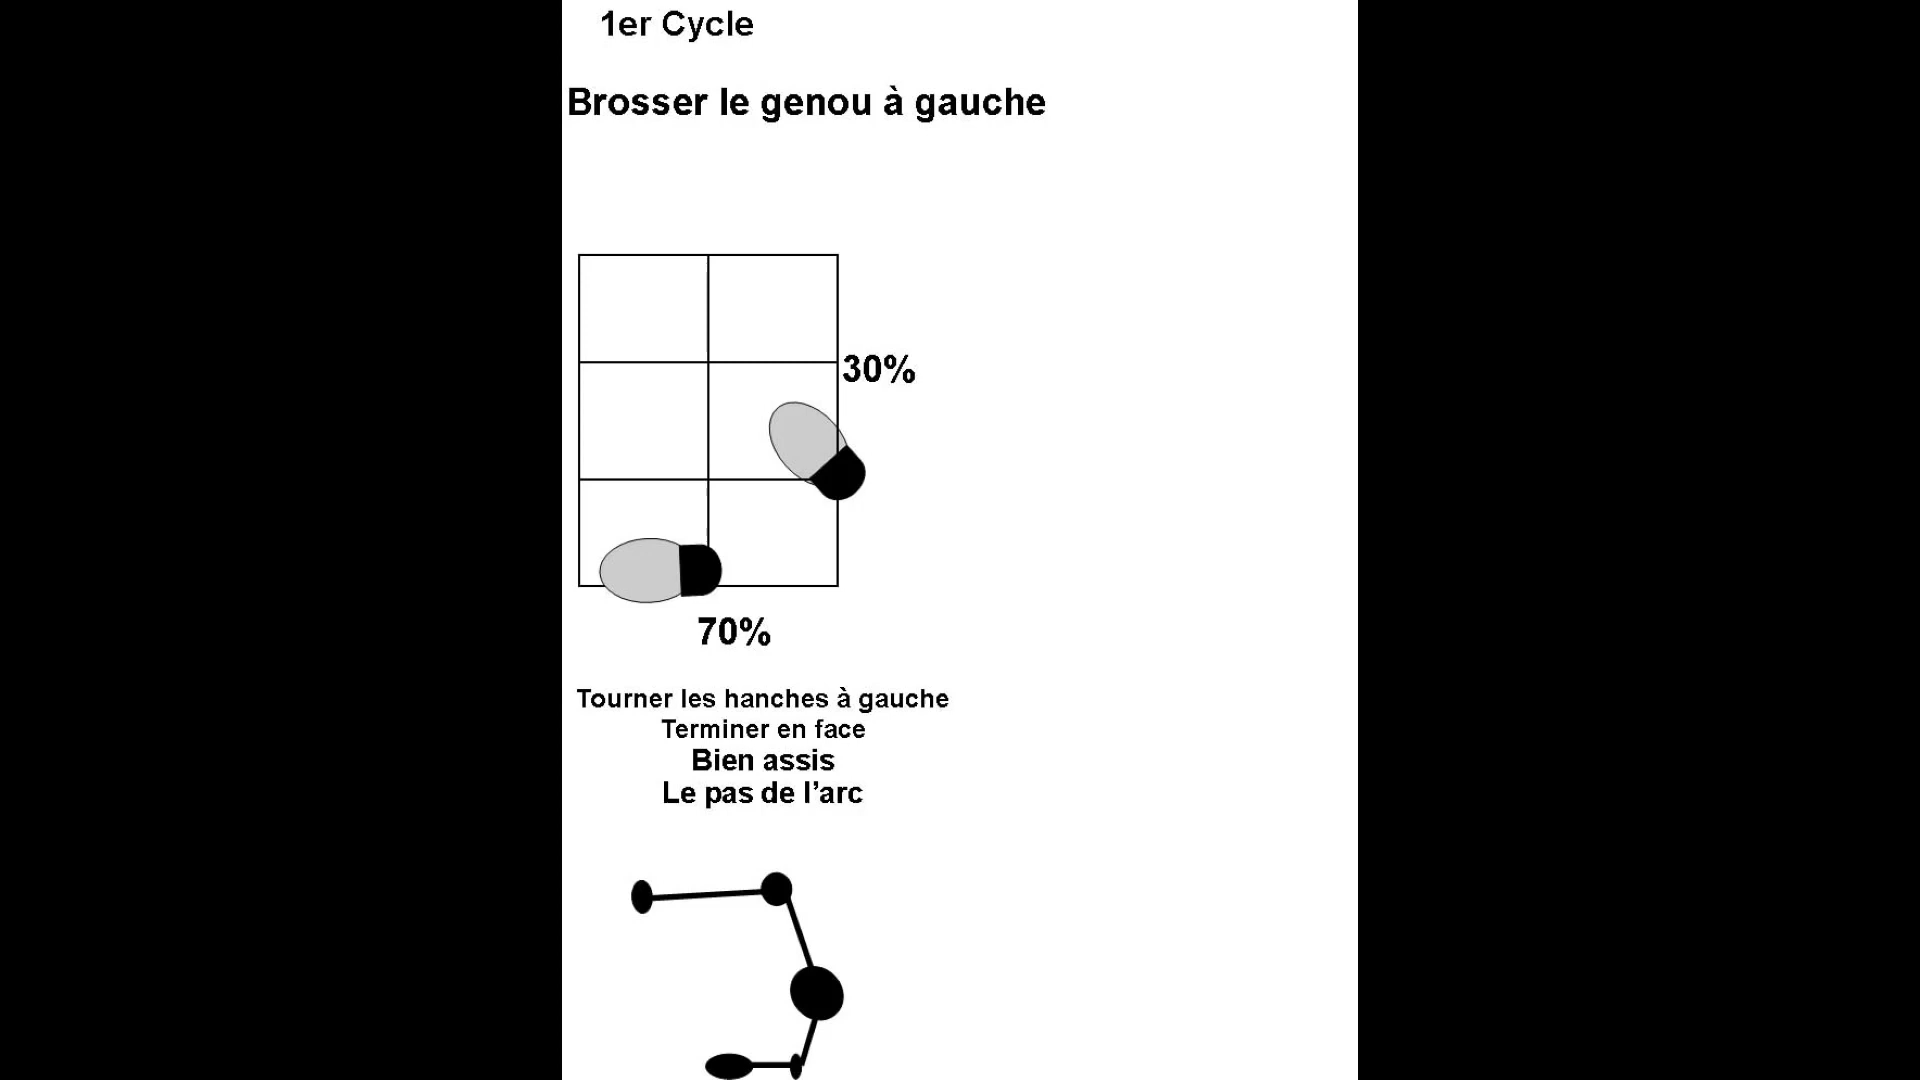 1er Cycle
Brosser le genou à gauche
30%
70%
Tourner les hanches à gauche
Terminer en face
Bien assis
Le pas de l’arc